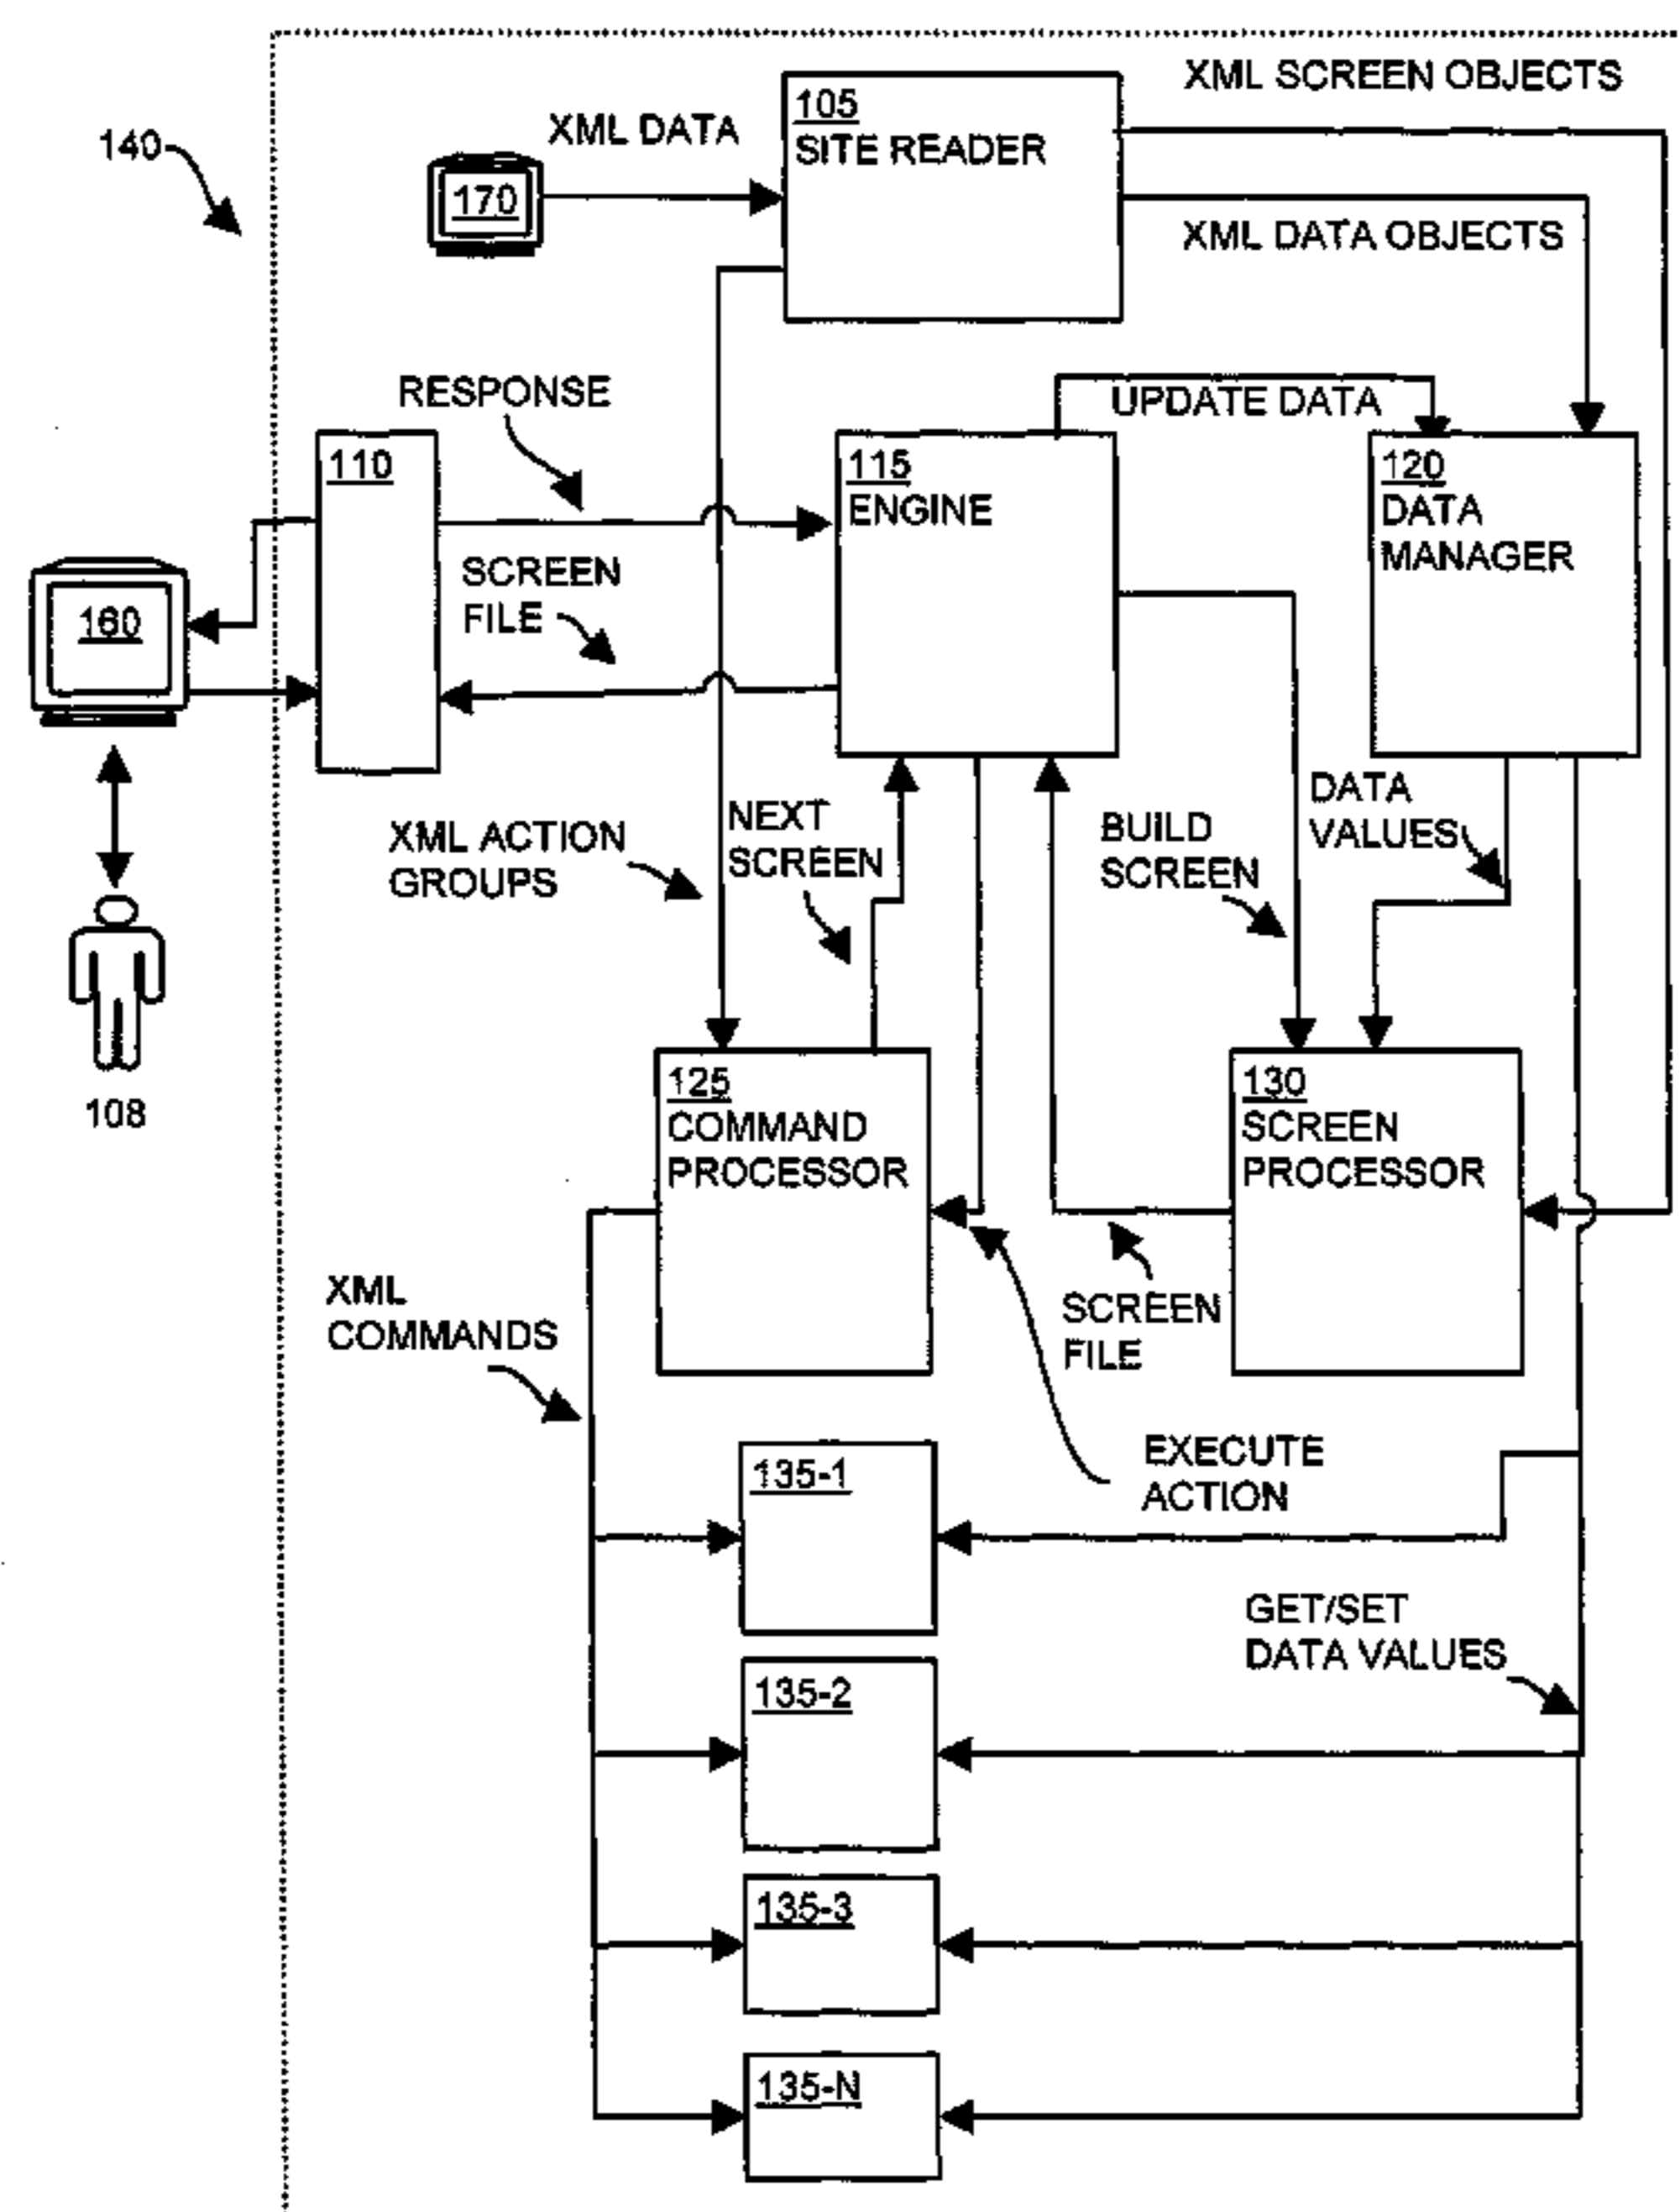 XML SCREEN OBJECTS
105
SITE READER
XML DATA
140
170
XML DATA OBJECTS
RESPONSE
UPDATE DATA
110
115
ENGINE
120
DATA
MANAGER
SCREEN
FILE
160
DATA
VALUES
NEXT
SCREEN
BUILD
SCREEN
XML ACTION
GROUPS
108
125
COMMAND
PROCESSOR
130
SCREEN
PROCESSOR
XML
COMMANDS
SCREEN
FILE
EXECUTE
ACTION
135-1
GET/SET
DATA VALUES
135-2
135-3
135-N